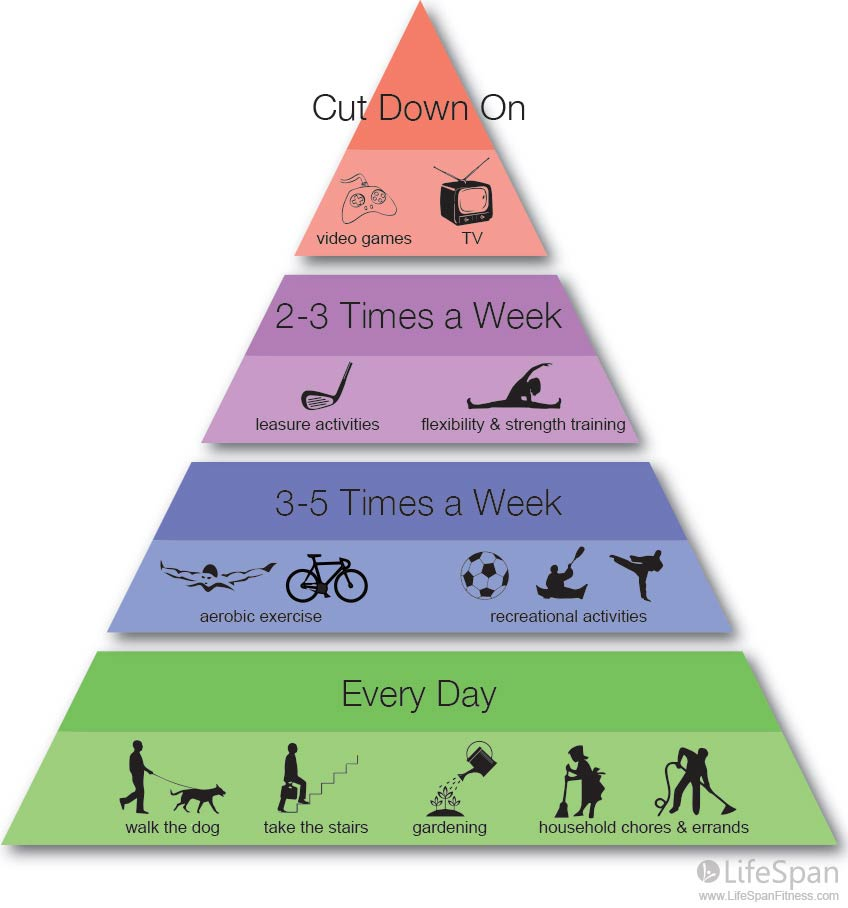 Cut Down On
video games TV
2-3 Times a Week
leasure activities flexibility & strength training
3-5 Times a Week
aerobic exercise recreational activities
Every Day
walk the dog take the stairs gardening household chores & errands
LifeSpan
www.LifeSpanFitness.com